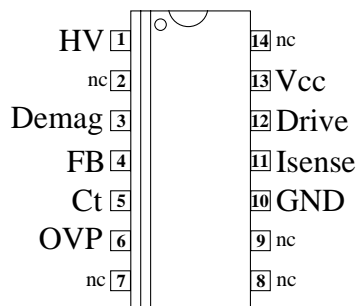 HV 1 14 nc
nc 2 13 Vcc
Demag 3 12 Drive
FB 4 11 Isense
Ct 5 10 GND
OVP 6 9 nc
nc 7 8 nc